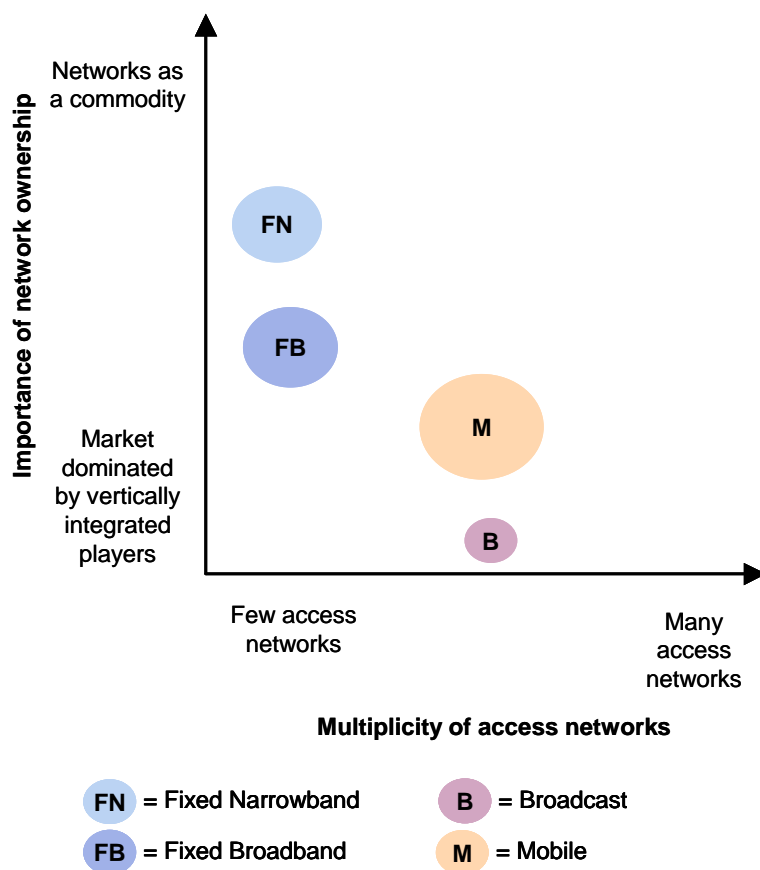 Networks as
a commodity
Importance of network ownership
FN
FB
M
B
Market
dominated
by vertically
integrated
players
Few access
networks
Many
access
networks
Multiplicity of access networks
FN = Fixed Narrowband
B = Broadcast
FB = Fixed Broadband
M = Mobile